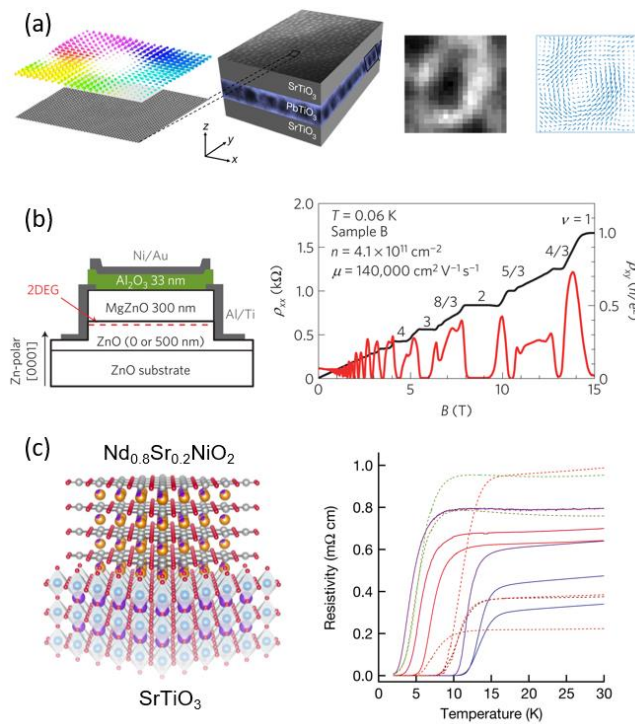 (a)
SrTiO₃
PbTiO₃
SrTiO₃
z
y
x
(b)
Ni/Au
Al₂O₃ 33 nm
2DEG
MgZnO 300 nm
Al/Ti
ZnO (0 or 500 nm)
ZnO substrate
Zn-polar
[0001]
T = 0.06 K
Sample B
n = 4.1 × 10¹¹ cm⁻²
μ = 140,000 cm² V⁻¹ s⁻¹
ν = 1
4/3
5/3
2
8/3
3
4
2.0
1.5
1.0
0.5
0
ρxx (kΩ)
1.0
0.5
0
ρxy (h/e²)
0
5
10
15
B (T)
(c)
Nd₀.₈Sr₀.₂NiO₂
SrTiO₃
1.0
0.8
0.6
0.4
0.2
0.0
Resistivity (mΩ cm)
0
5
10
15
20
25
30
Temperature (K)